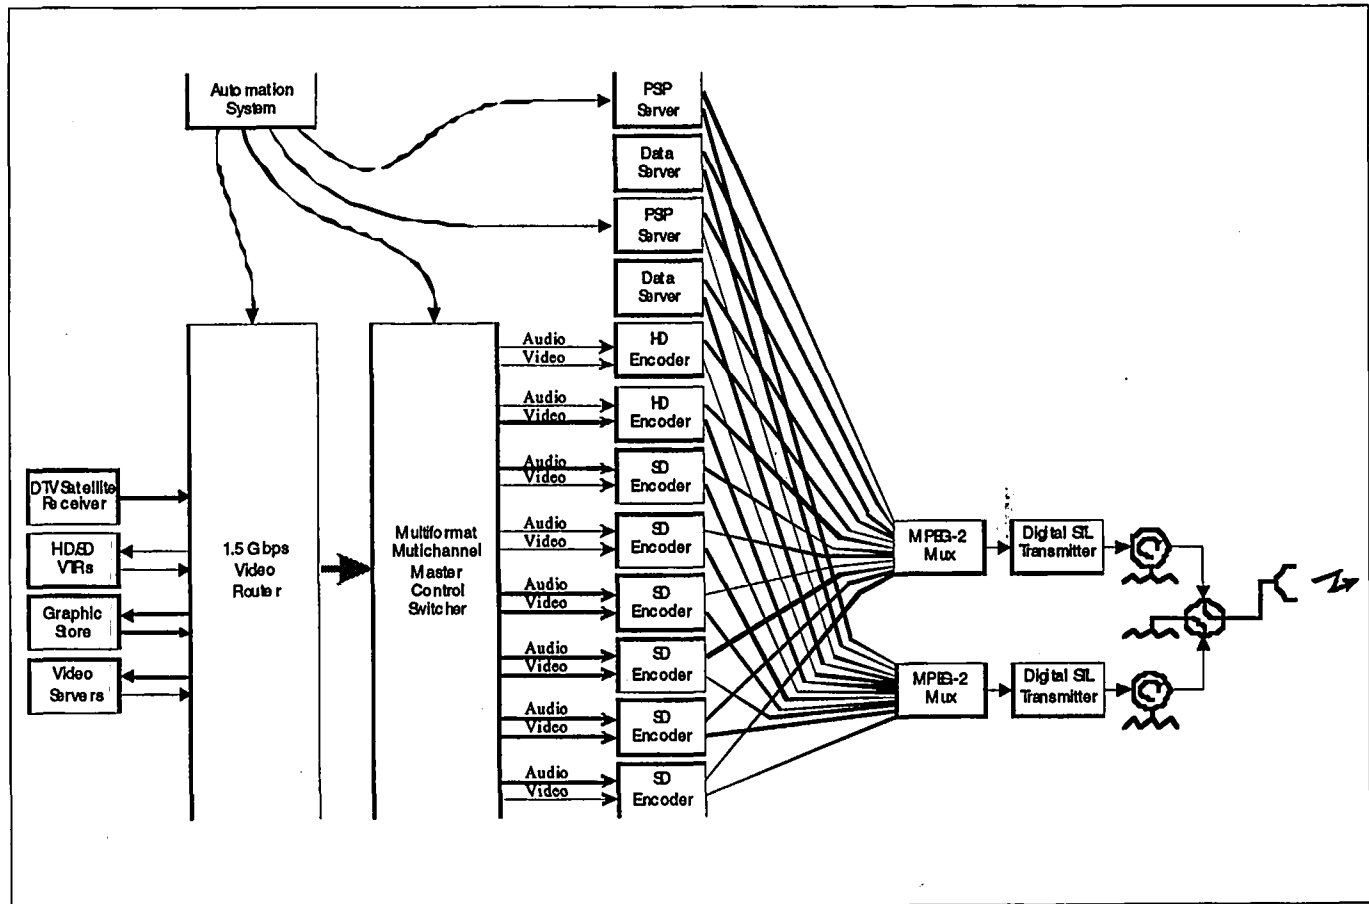 Automation
System
PSP
Server
Data
Server
PSP
Server
Data
Server
Audio
Video
HD
Encoder
Audio
Video
HD
Encoder
Audio
Video
SD
Encoder
Audio
Video
SD
Encoder
Audio
Video
SD
Encoder
Audio
Video
SD
Encoder
Audio
Video
SD
Encoder
Audio
Video
SD
Encoder
DTV Satellite
Receiver
HD/SD
VTRs
Graphic
Store
Video
Servers
1.5 Gbps
Video
Router
Multiformat
Mutichannel
Master
Control
Switcher
MPEG-2
Mux
Digital STL
Transmitter
MPEG-2
Mux
Digital STL
Transmitter